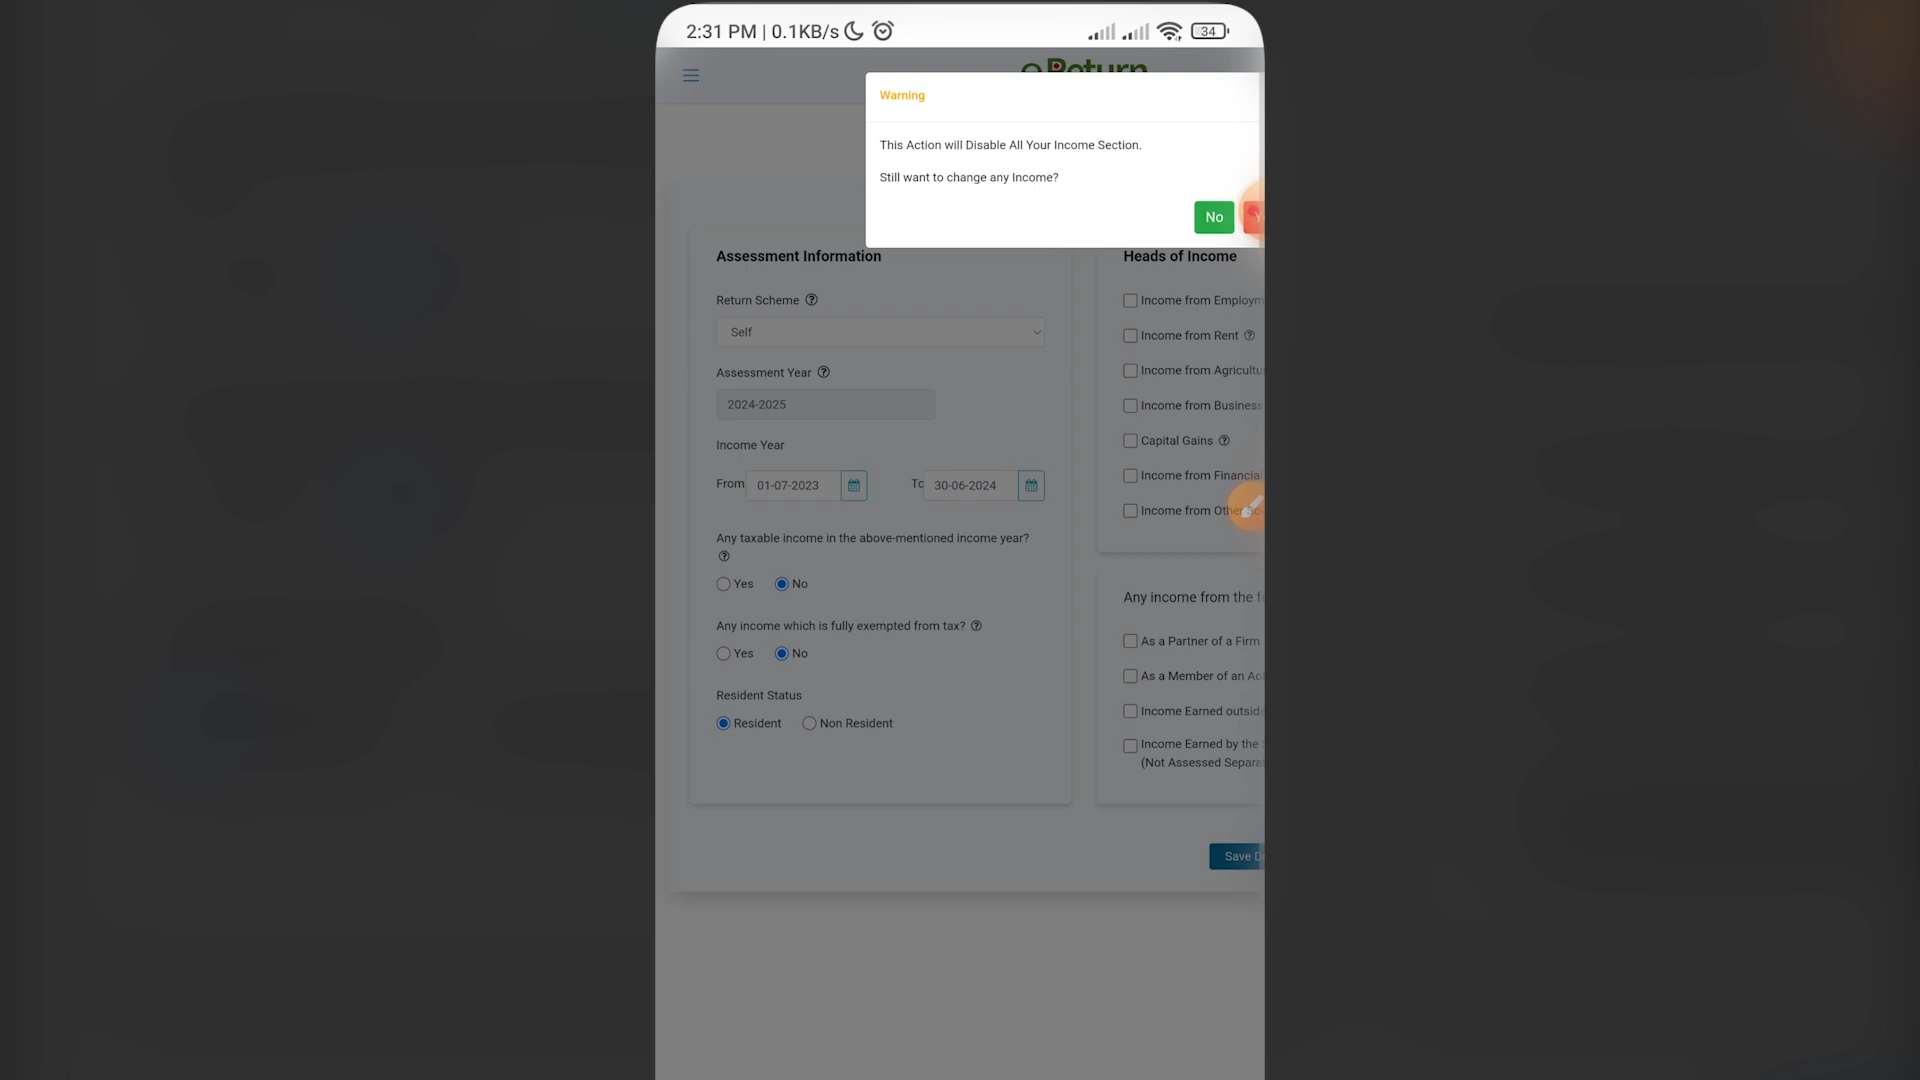 2:31 PM | 0.1KB/s
34
eReturn
Warning
This Action will Disable All Your Income Section.
Still want to change any Income?
No
Assessment Information
Return Scheme
Self
Assessment Year
2024-2025
Income Year
From 01-07-2023 To 30-06-2024
Any taxable income in the above-mentioned income year?
Yes No
Any income which is fully exempted from tax?
Yes No
Resident Status
Resident Non Resident
Heads of Income
Income from Employm
Income from Rent
Income from Agricultu
Income from Business
Capital Gains
Income from Financial
Income from Othe
Any income from the f
As a Partner of a Firm
As a Member of an
Income Earned outside
Income Earned by the
(Not Assessed Separa
Save D